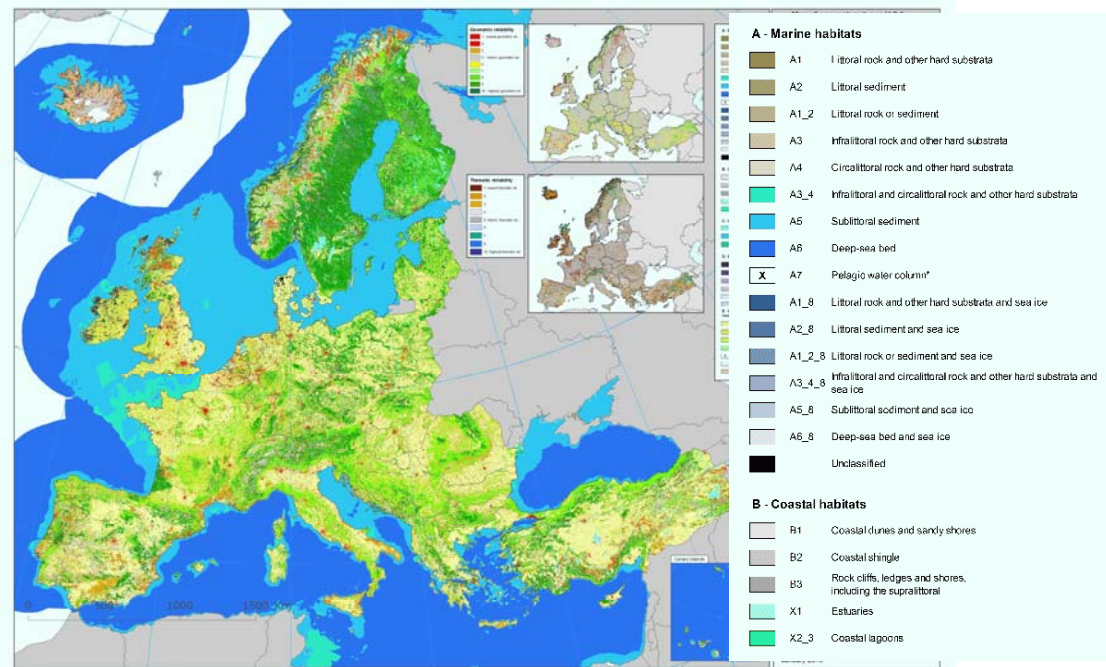 Geometric reliability
Thematic reliability
0 500 1000 1500 Km
A - Marine habitats
A1 Littoral rock and other hard substrata
A2 Littoral sediment
A1_2 Littoral rock or sediment
A3 Infralittoral rock and other hard substrata
A4 Circalittoral rock and other hard substrata
A3_4 Infralittoral and circalittoral rock and other hard substrata
A5 Sublittoral sediment
A6 Deep-sea bed
X A7 Pelagic water column*
A1_8 Littoral rock and other hard substrata and sea ice
A2_8 Littoral sediment and sea ice
A1_2_8 Littoral rock or sediment and sea ice
A3_4_8 Infralittoral and circalittoral rock and other hard substrata and
sea ice
A5_8 Sublittoral sediment and sea ice
A6_8 Deep-sea bed and sea ice
Unclassified
B - Coastal habitats
B1 Coastal dunes and sandy shores
B2 Coastal shingle
B3 Rock cliffs, ledges and shores,
including the supralittoral
X1 Estuaries
X2_3 Coastal lagoons